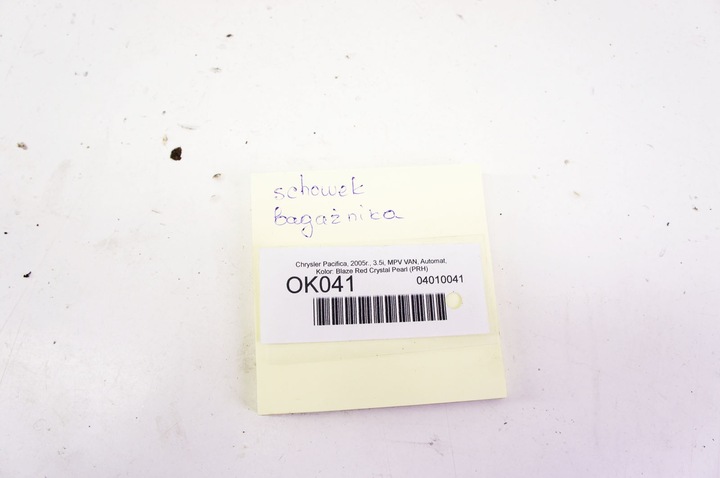 schowek
Bagażnika
Chrysler Pacifica, 2005r., 3.5i, MPV VAN, Automat,
Kolor: Blaze Red Crystal Pearl (PRH)
OK041 04010041